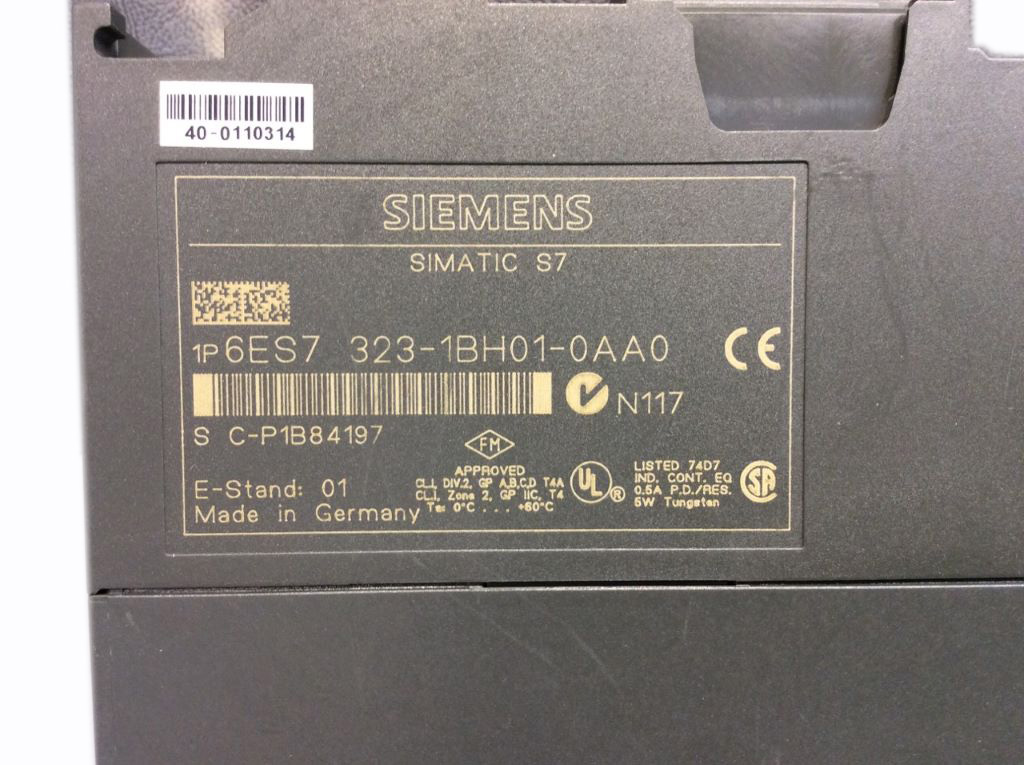 40-0110314
SIEMENS
SIMATIC S7
1P 6ES7 323-1BH01-0AA0
CE
N117
S C-P1B84197
FM
APPROVED
CL.I, DIV.2, GP A,B,C,D T4A
CL.I, Zone 2, GP IIC, T4
Ta: 0°C ... +60°C
UL ®
LISTED 74D7
IND. CONT. EQ
0.5A P.D./RES.
5W Tungsten
SA
E-Stand: 01
Made in Germany